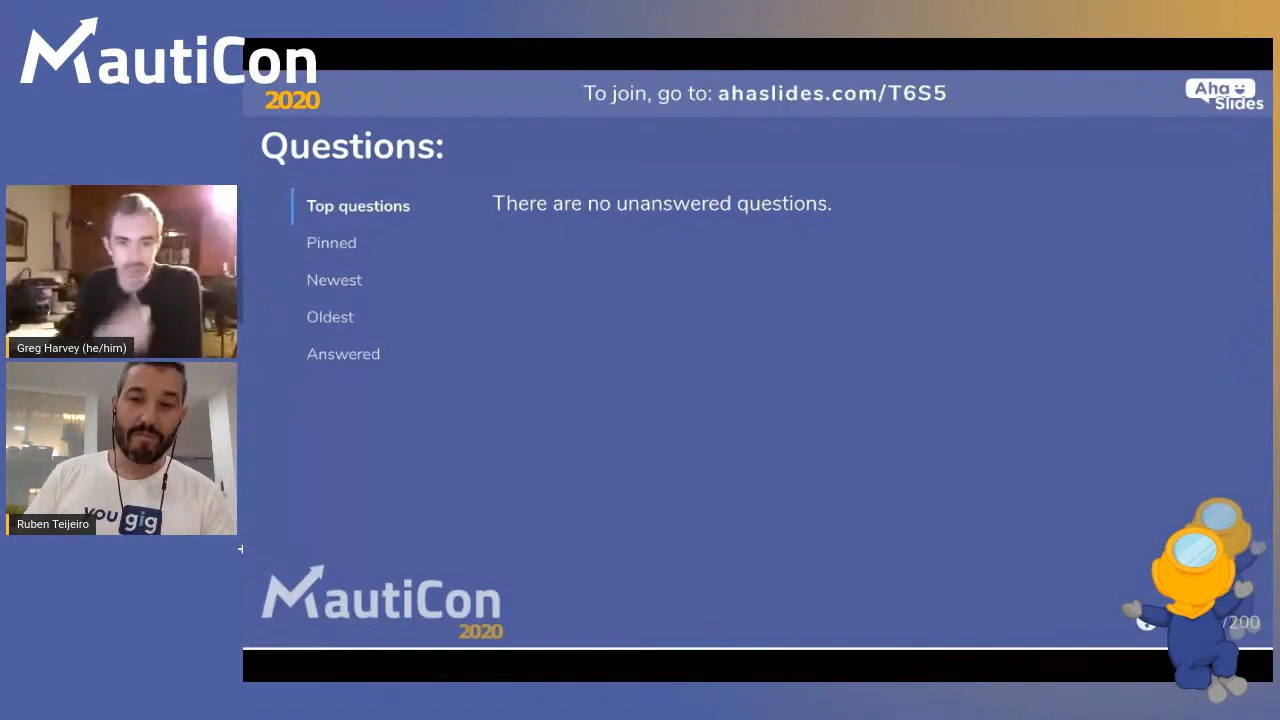 MautiCon
2020
To join, go to: ahaslides.com/T6S5
Aha
Slides
Questions:
Top questions
There are no unanswered questions.
Pinned
Newest
Oldest
Answered
Greg Harvey (he/him)
you gig
Ruben Teijeiro
MautiCon
2020
/200